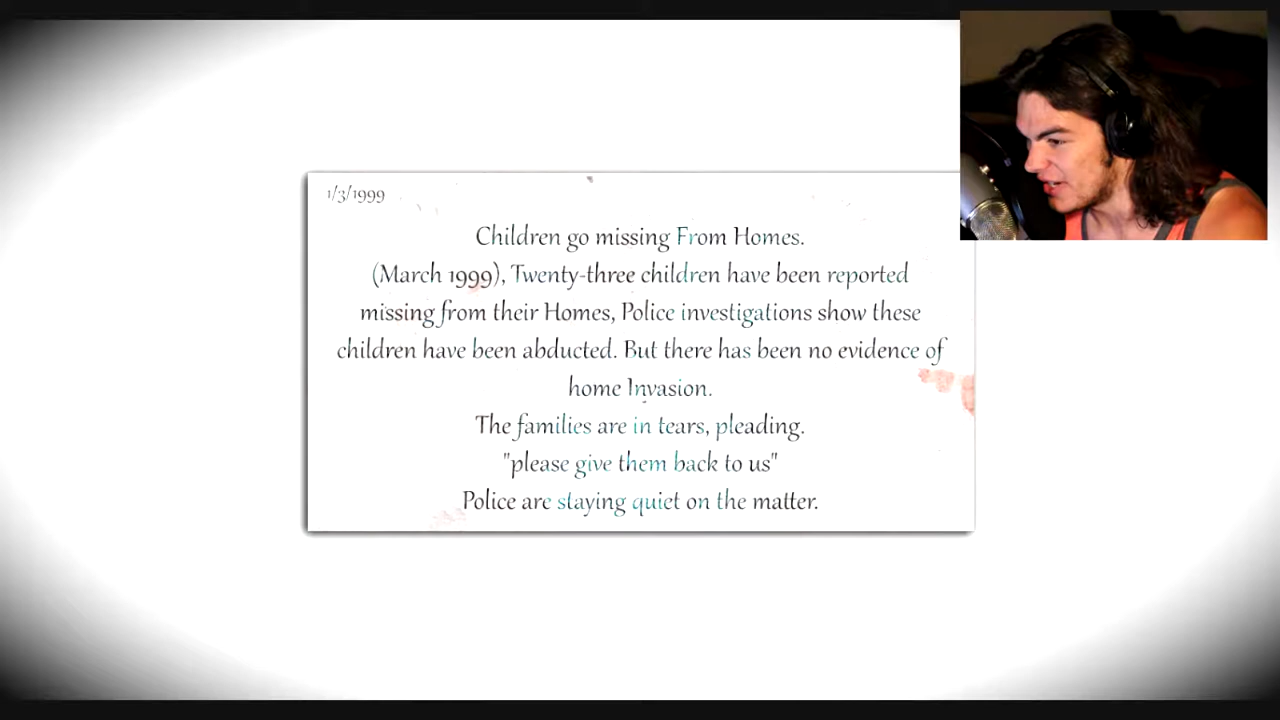 1/3/1999
Children go missing From Homes.
(March 1999), Twenty-three children have been reported
missing from their Homes, Police investigations show these
children have been abducted. But there has been no evidence of
home Invasion.
The families are in tears, pleading.
"please give them back to us"
Police are staying quiet on the matter.